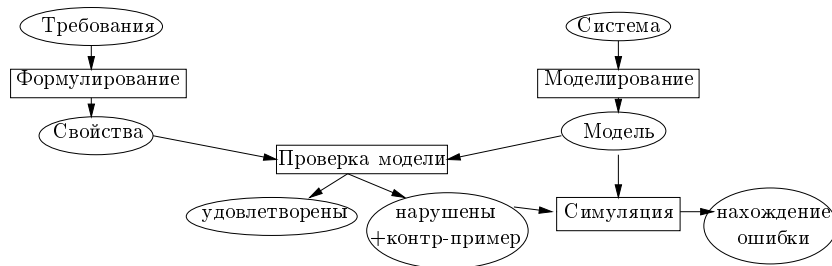 Требования
Система
Формулирование
Моделирование
Свойства
Модель
Проверка модели
удовлетворены
нарушены
+контр-пример
Симуляция
нахождение
ошибки